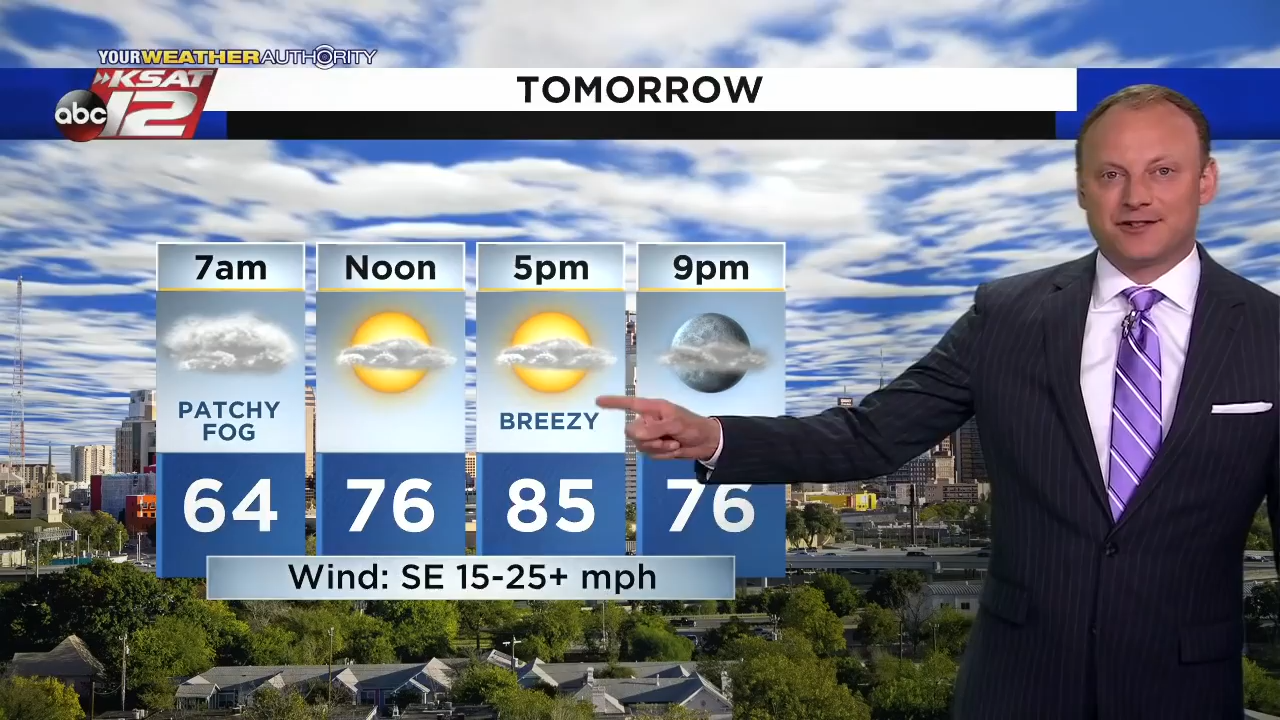 YOUR WEATHER AUTHORITY
KSAT
abc 12
TOMORROW
7am Noon 5pm 9pm
PATCHY
FOG
BREEZY
64 76 85 76
Wind: SE 15-25+ mph